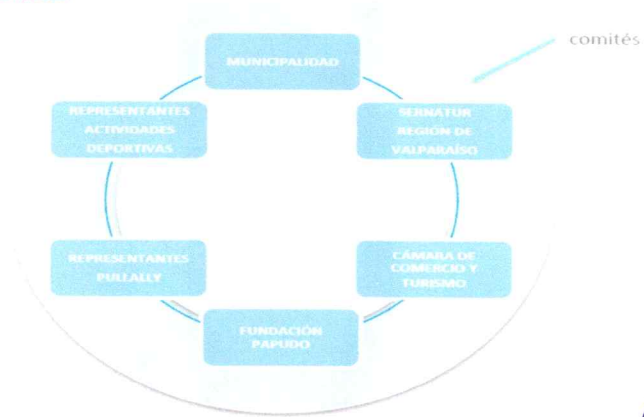 comités
MUNICIPALIDAD
SERNATUR
REGIÓN DE
VALPARAÍSO
CÁMARA DE
COMERCIO Y
TURISMO
FUNDACIÓN
PAPUDO
REPRESENTANTES
PULLALLY
REPRESENTANTES
ACTIVIDADES
DEPORTIVAS